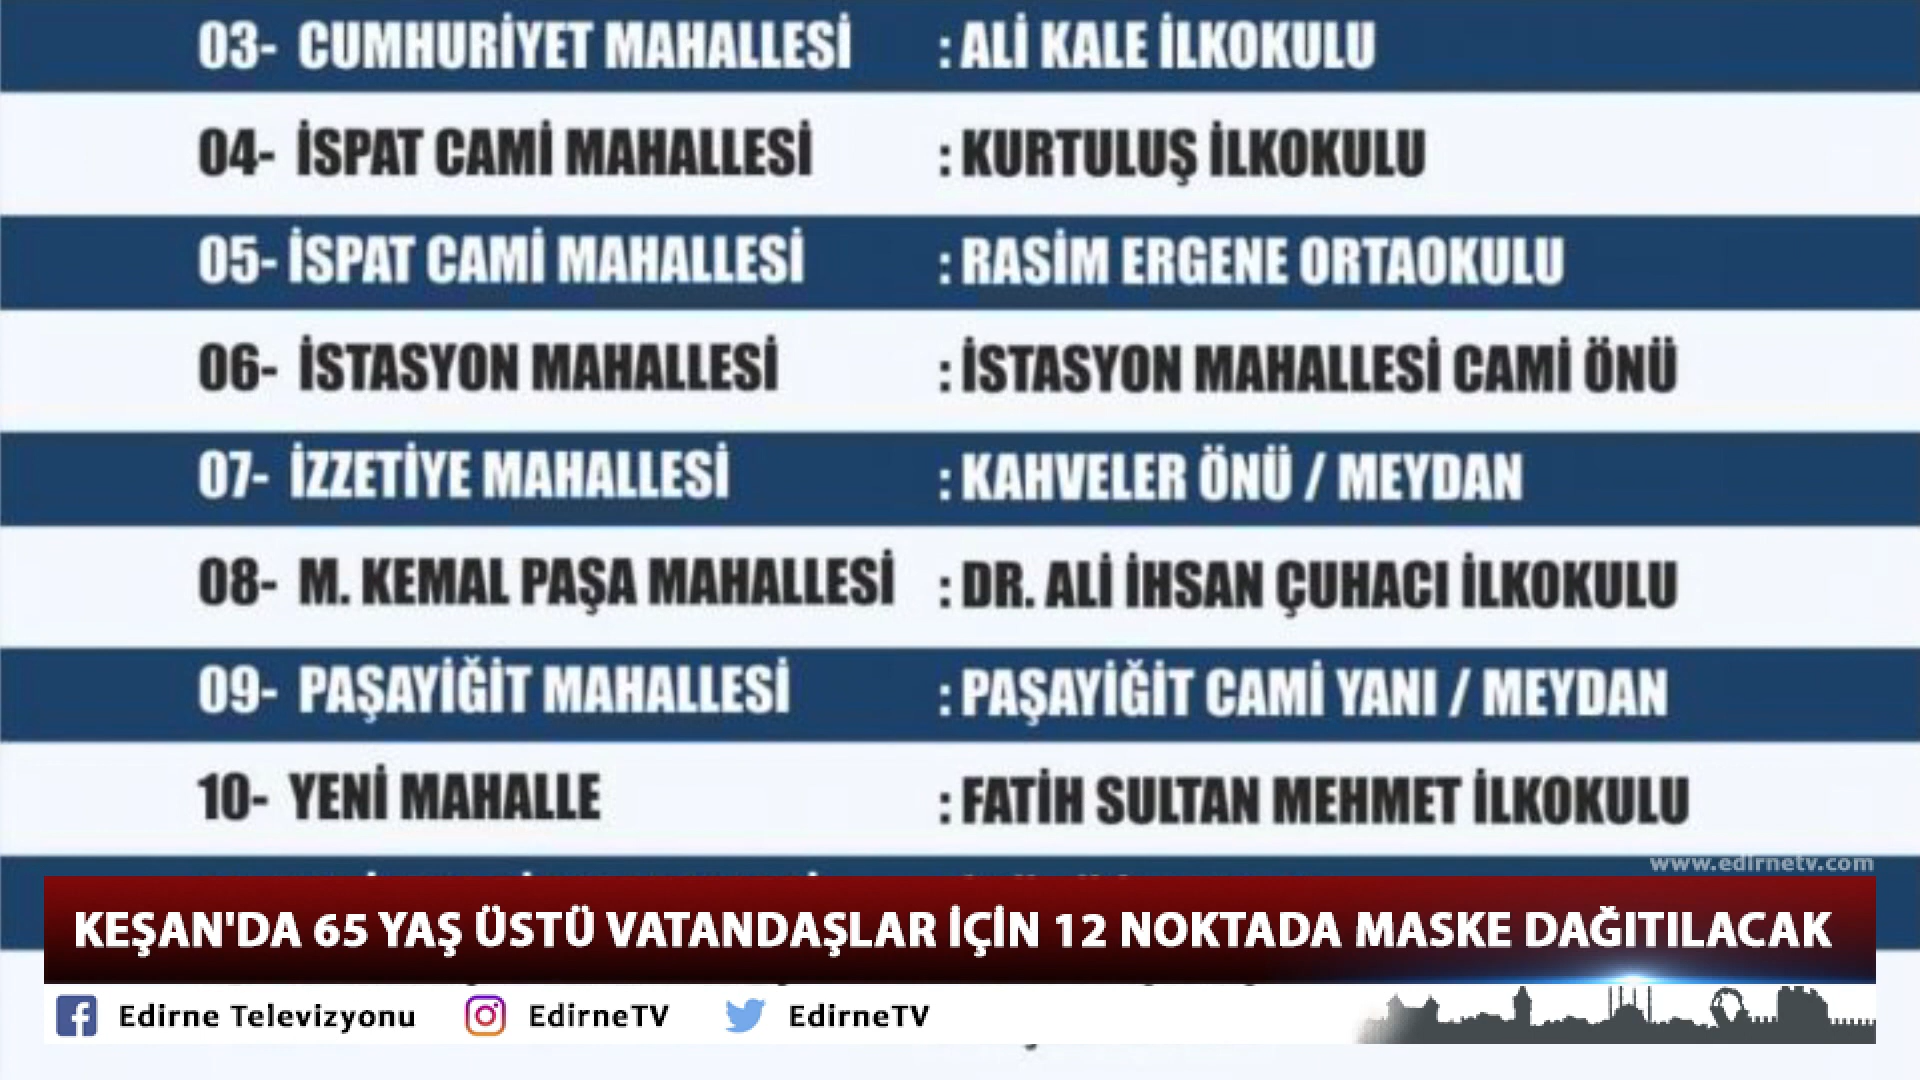 03- CUMHURİYET MAHALLESİ : ALİ KALE İLKOKULU
04- İSPAT CAMİ MAHALLESİ : KURTULUŞ İLKOKULU
05- İSPAT CAMİ MAHALLESİ : RASİM ERGENE ORTAOKULU
06- İSTASYON MAHALLESİ : İSTASYON MAHALLESİ CAMİ ÖNÜ
07- İZZETİYE MAHALLESİ : KAHVELER ÖNÜ / MEYDAN
08- M. KEMAL PAŞA MAHALLESİ : DR. ALİ İHSAN ÇUHACI İLKOKULU
09- PAŞAYİĞİT MAHALLESİ : PAŞAYİĞİT CAMİ YANI / MEYDAN
10- YENİ MAHALLE : FATİH SULTAN MEHMET İLKOKULU
www.edirnetv.com
KEŞAN'DA 65 YAŞ ÜSTÜ VATANDAŞLAR İÇİN 12 NOKTADA MASKE DAĞITILACAK
Edirne Televizyonu EdirneTV EdirneTV